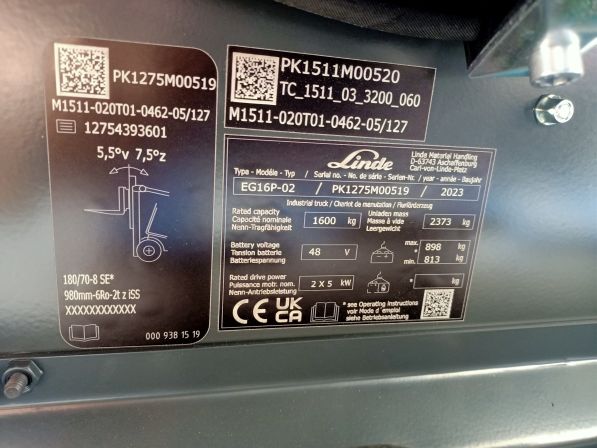 PK1275M00519
M1511-020T01-0462-05/127
12754393601
5,5°v 7,5°z
180/70-8 SE*
980mm-6Ro-2t z iSS
XXXXXXXXXXXXX
000 938 15 19
PK1511M00520
TC_1511_03_3200_060
M1511-020T01-0462-05/127
Linde
Linde Material Handling
D-63743 Aschaffenburg
Carl-von-Linde-Platz
Type - Modèle - Typ / Serial no. - No. de série - Serien-Nr. / year - année - Baujahr
EG16P-02 / PK1275M00519 / 2023
Industrial truck / Chariot de manutention / Flurförderzeug
Rated capacity
Capacité nominale
Nenn-Tragfähigkeit
1600 kg
Unladen mass
Masse à vide
Leergewicht
2373 kg
Battery voltage
Tension batterie
Batteriespannung
48 V
max. 898 kg
* min. 813 kg
Rated drive power
Puissance motr. nom.
Nenn-Antriebsleistung
2 X 5 kW
kg
CE UK CA
* see Operating instructions
voir Mode d'emploi
siehe Betriebsanleitung